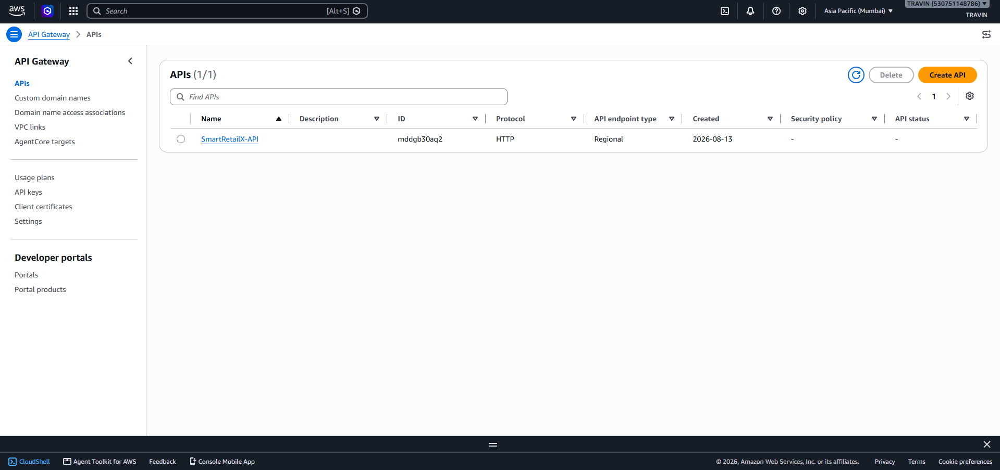 aws
Search [Alt+S]
Asia Pacific (Mumbai)
TRAVIN (530751148786)
TRAVIN
API Gateway
APIs
API Gateway
APIs
Custom domain names
Domain name access associations
VPC links
AgentCore targets
Usage plans
API keys
Client certificates
Settings
Developer portals
Portals
Portal products
APIs (1/1)
Delete
Create API
Find APIs
1
Name Description ID Protocol API endpoint type Created Security policy API status
SmartRetailX-API mddgb30aq2 HTTP Regional 2026-08-13 - -
CloudShell Agent Toolkit for AWS Feedback Console Mobile App © 2026, Amazon Web Services, Inc. or its affiliates. Privacy Terms Cookie preferences